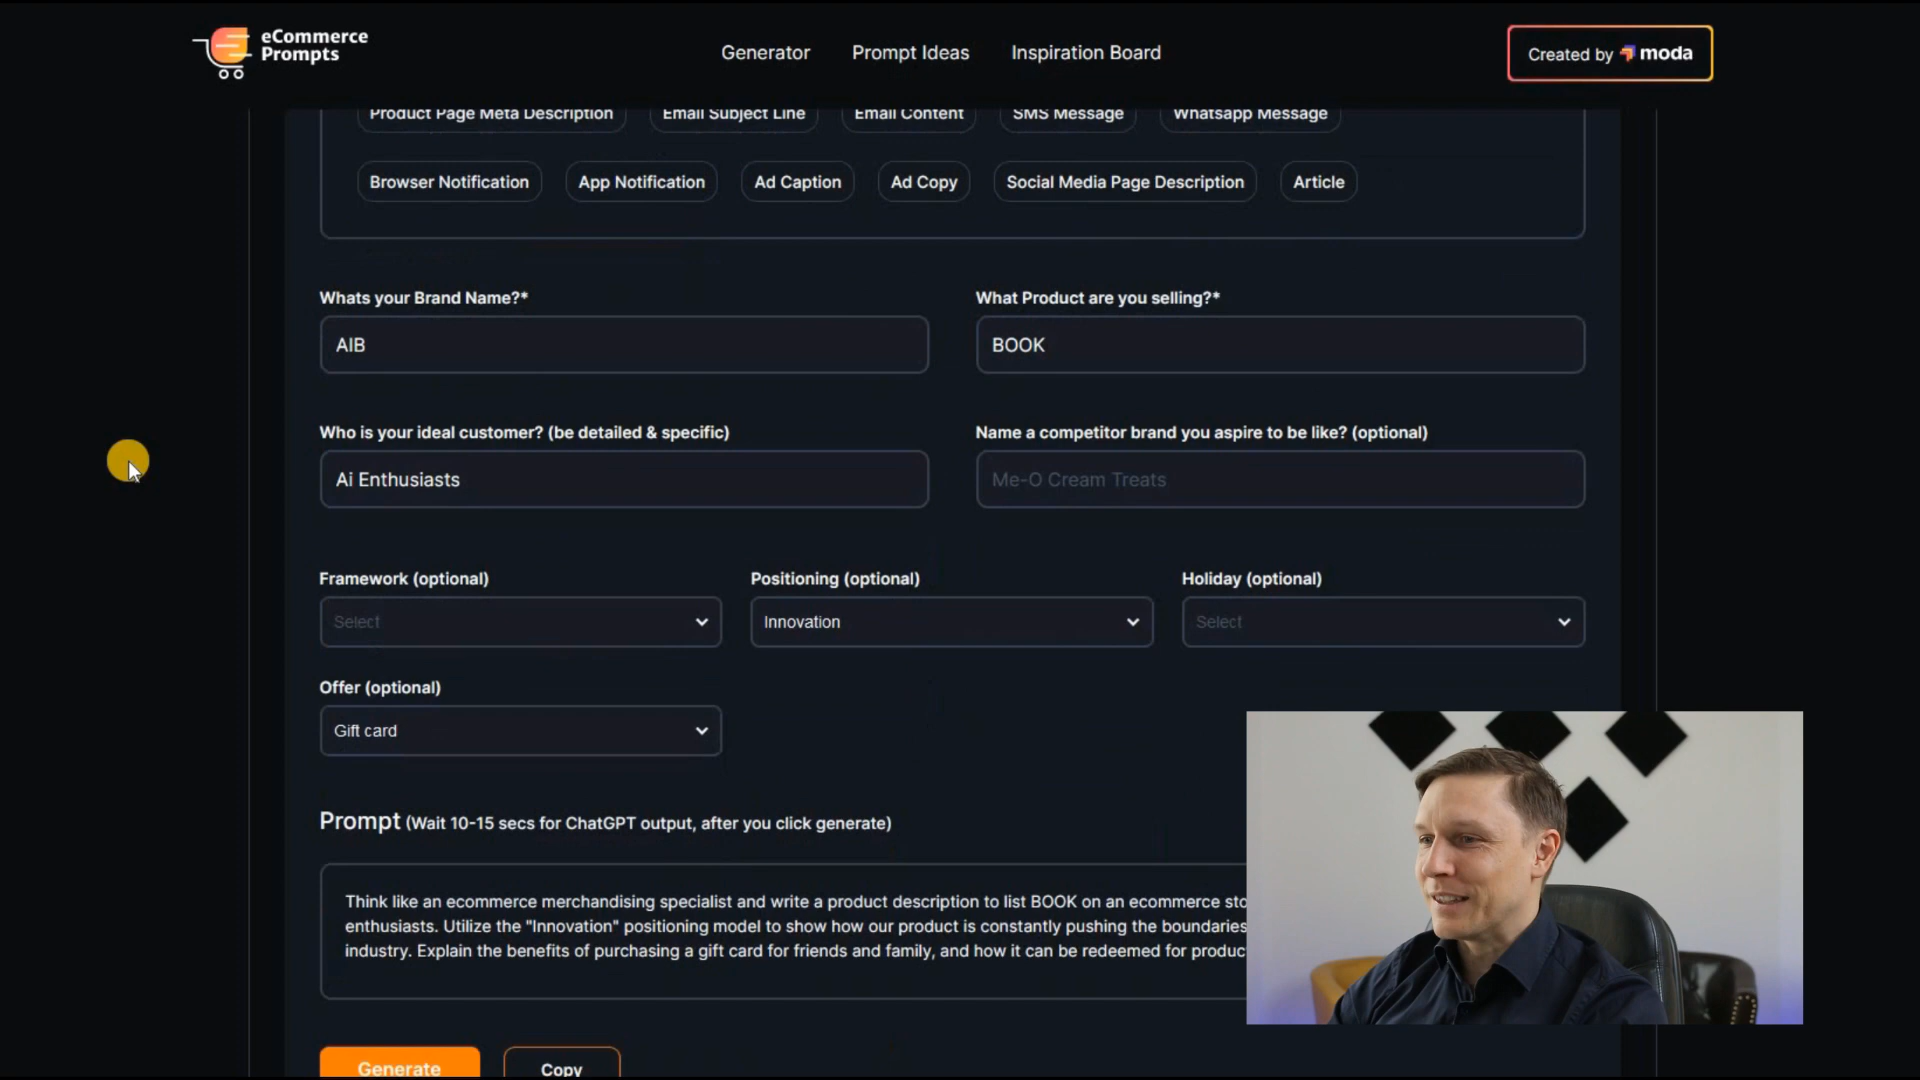 eCommerce
Prompts
Generator
Prompt Ideas
Inspiration Board
Created by moda
Product Page Meta Description
Email Subject Line
Email Content
SMS Message
Whatsapp Message
Browser Notification
App Notification
Ad Caption
Ad Copy
Social Media Page Description
Article
Whats your Brand Name?*
What Product are you selling?*
AIB
BOOK
Who is your ideal customer? (be detailed & specific)
Name a competitor brand you aspire to be like? (optional)
Ai Enthusiasts
Me-O Cream Treats
Framework (optional)
Positioning (optional)
Holiday (optional)
Select
Innovation
Select
Offer (optional)
Gift card
Prompt (Wait 10-15 secs for ChatGPT output, after you click generate)
Think like an ecommerce merchandising specialist and write a product description to list BOOK on an ecommerce sto
enthusiasts. Utilize the "Innovation" positioning model to show how our product is constantly pushing the boundaries
industry. Explain the benefits of purchasing a gift card for friends and family, and how it can be redeemed for produc
Generate
Copy